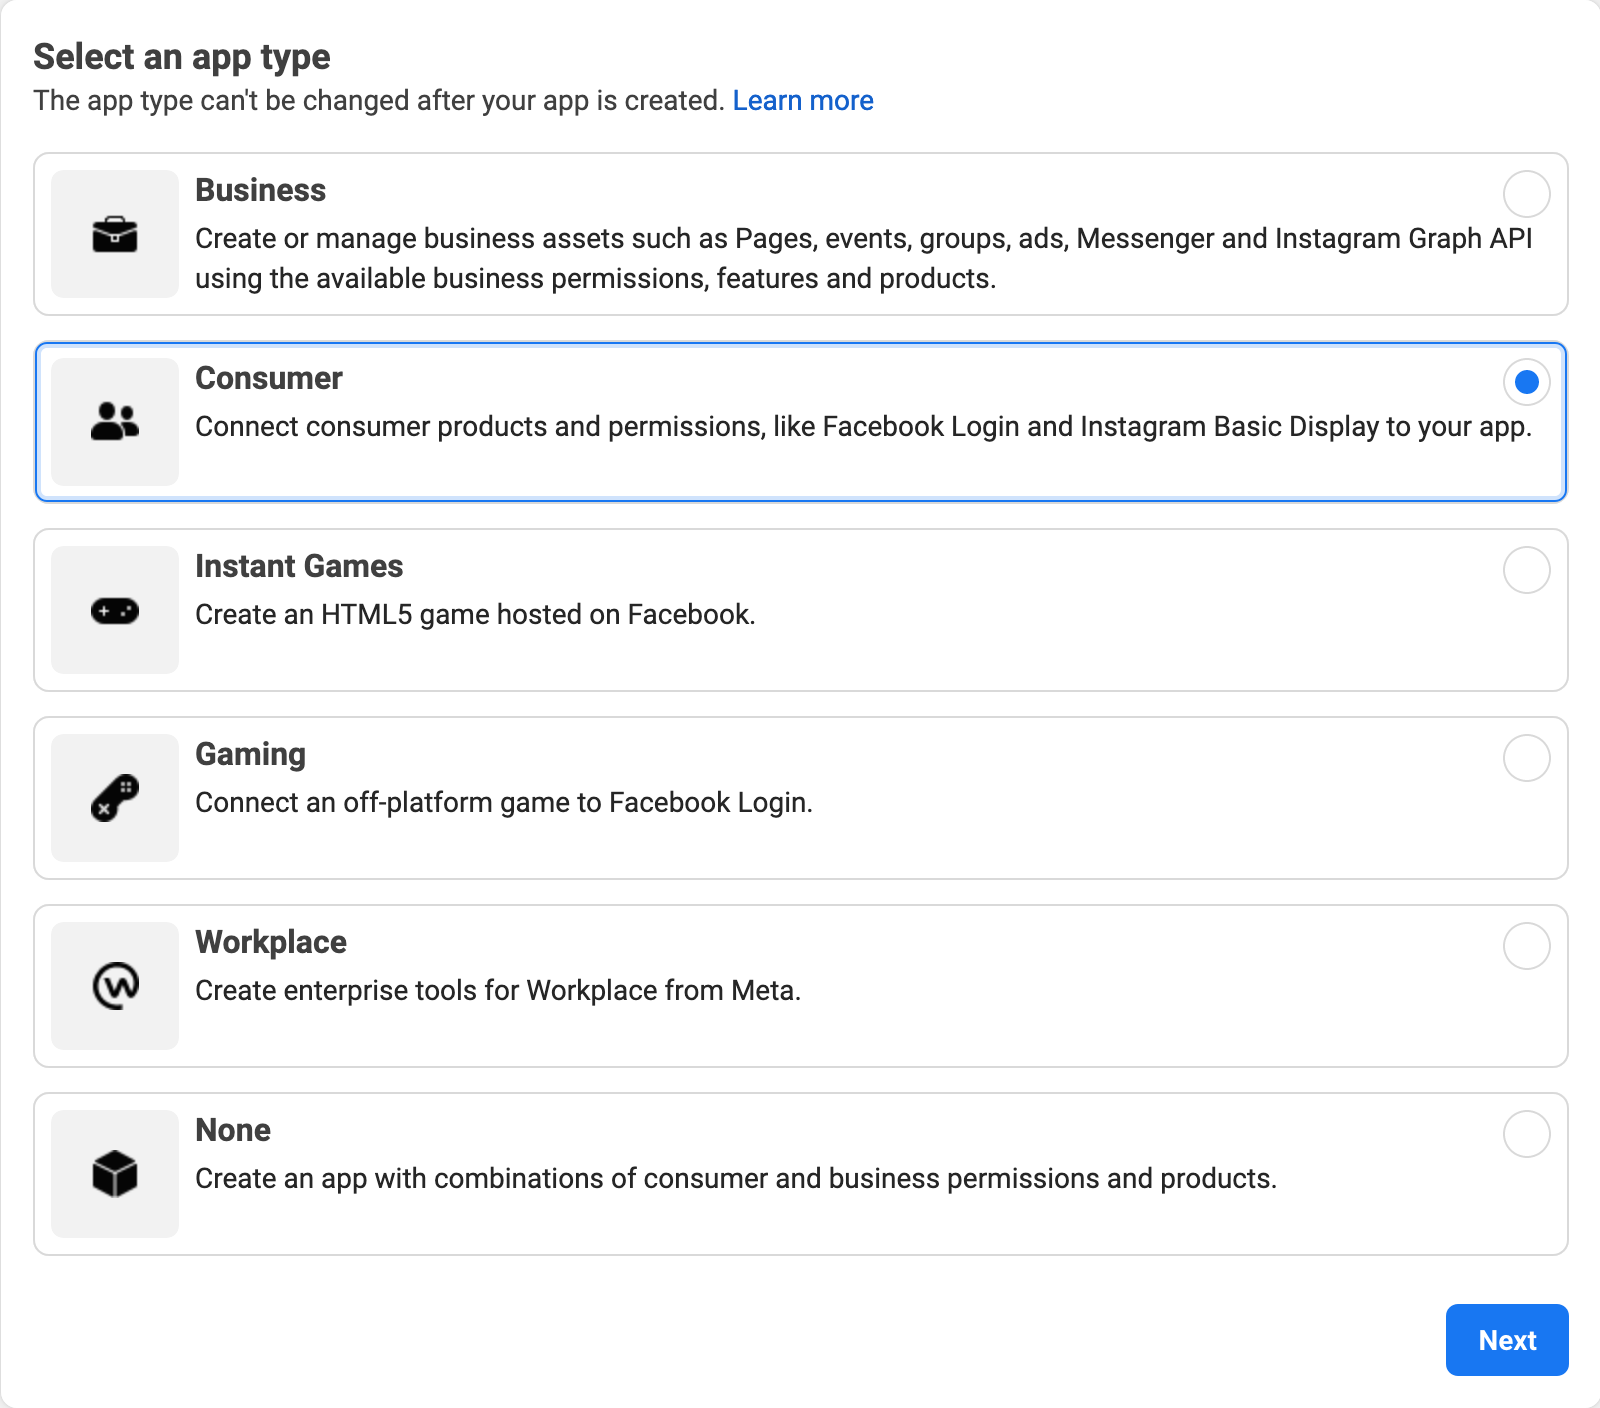 Select an app type
The app type can't be changed after your app is created. Learn more
Business
Create or manage business assets such as Pages, events, groups, ads, Messenger and Instagram Graph API
using the available business permissions, features and products.
Consumer
Connect consumer products and permissions, like Facebook Login and Instagram Basic Display to your app.
Instant Games
Create an HTML5 game hosted on Facebook.
Gaming
Connect an off-platform game to Facebook Login.
Workplace
Create enterprise tools for Workplace from Meta.
None
Create an app with combinations of consumer and business permissions and products.
Next